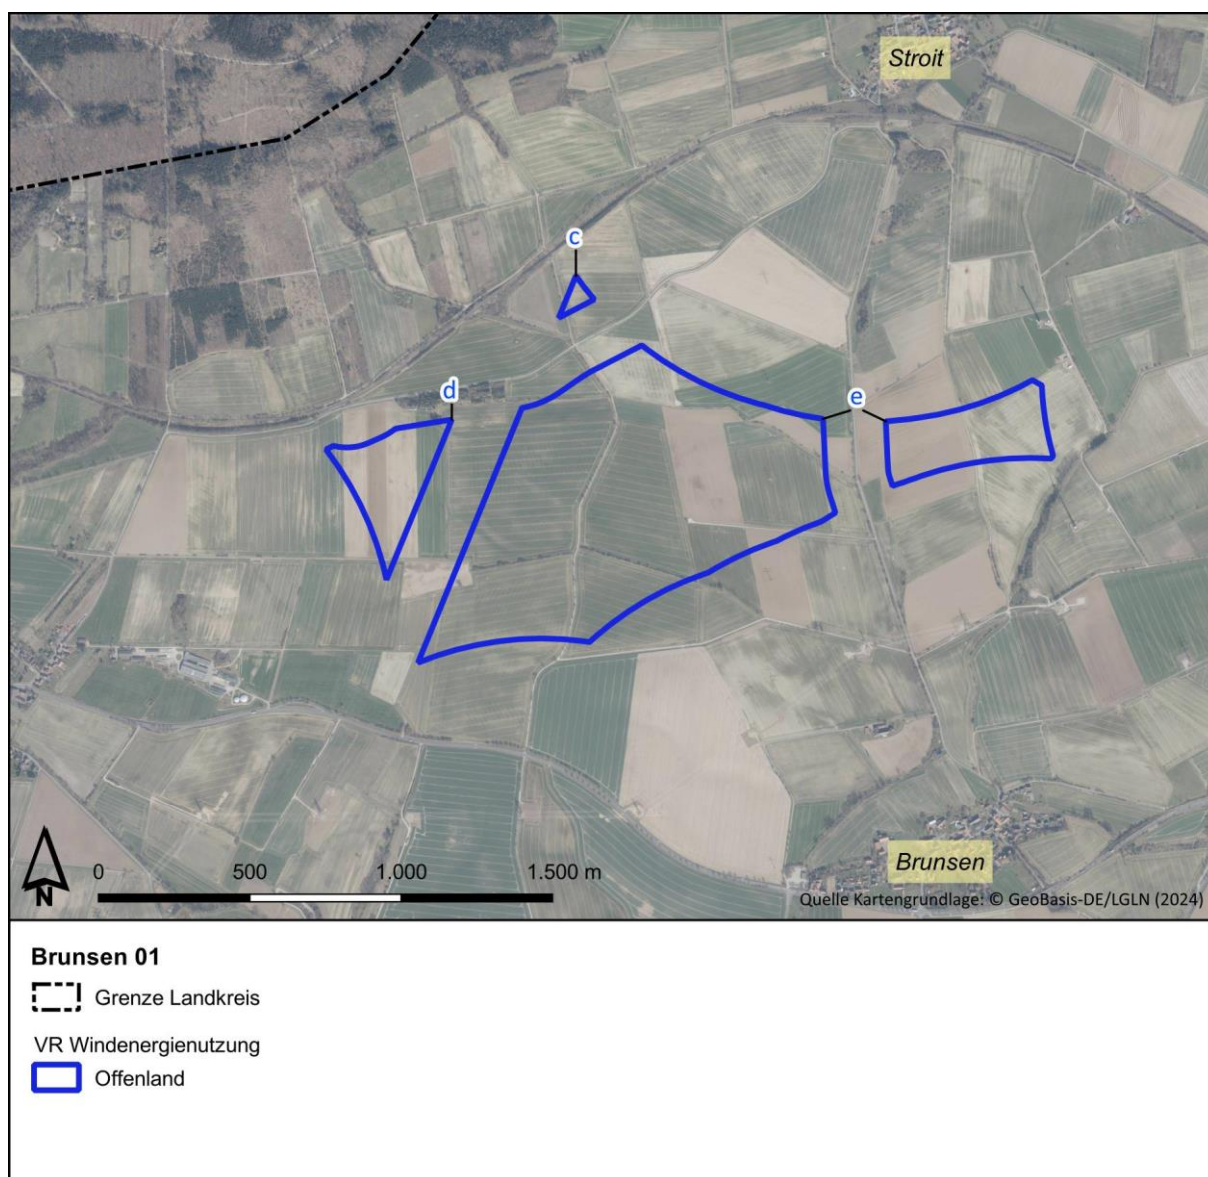 Stroit
c
d
e
Brunsen
N
0 500 1.000 1.500 m
Quelle Kartengrundlage: © GeoBasis-DE/LGLN (2024)
Brunsen 01
Grenze Landkreis
VR Windenergienutzung
Offenland